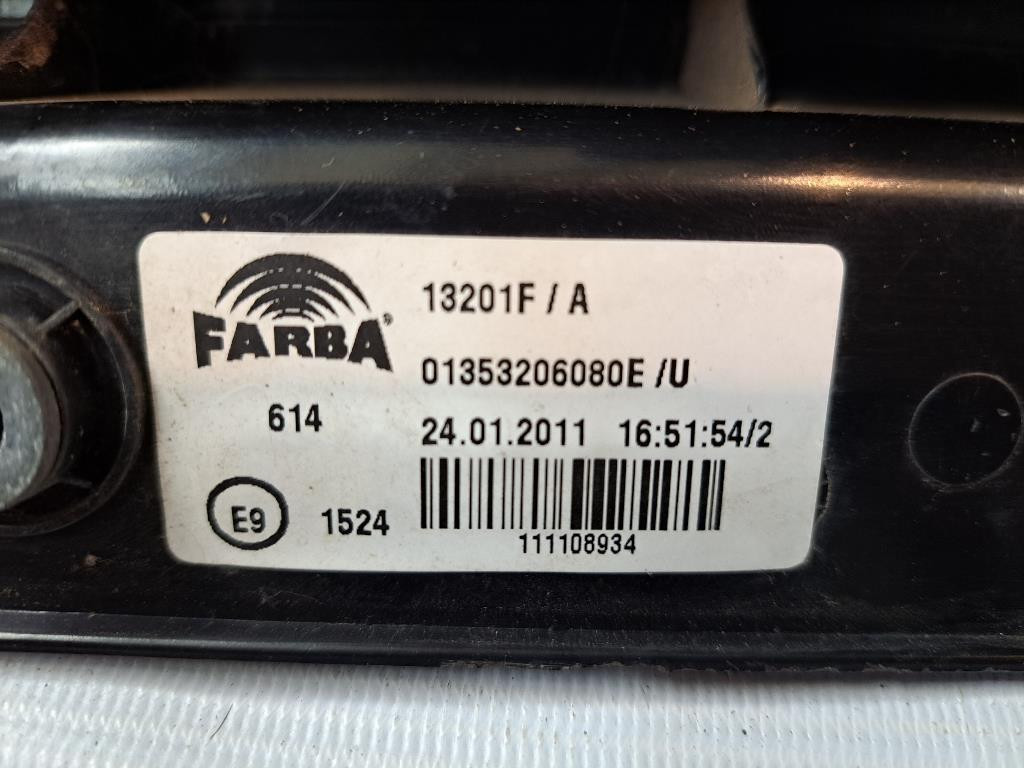 FARBA®
13201F / A
01353206080E /U
614
24.01.2011 16:51:54/2
E9
1524
111108934